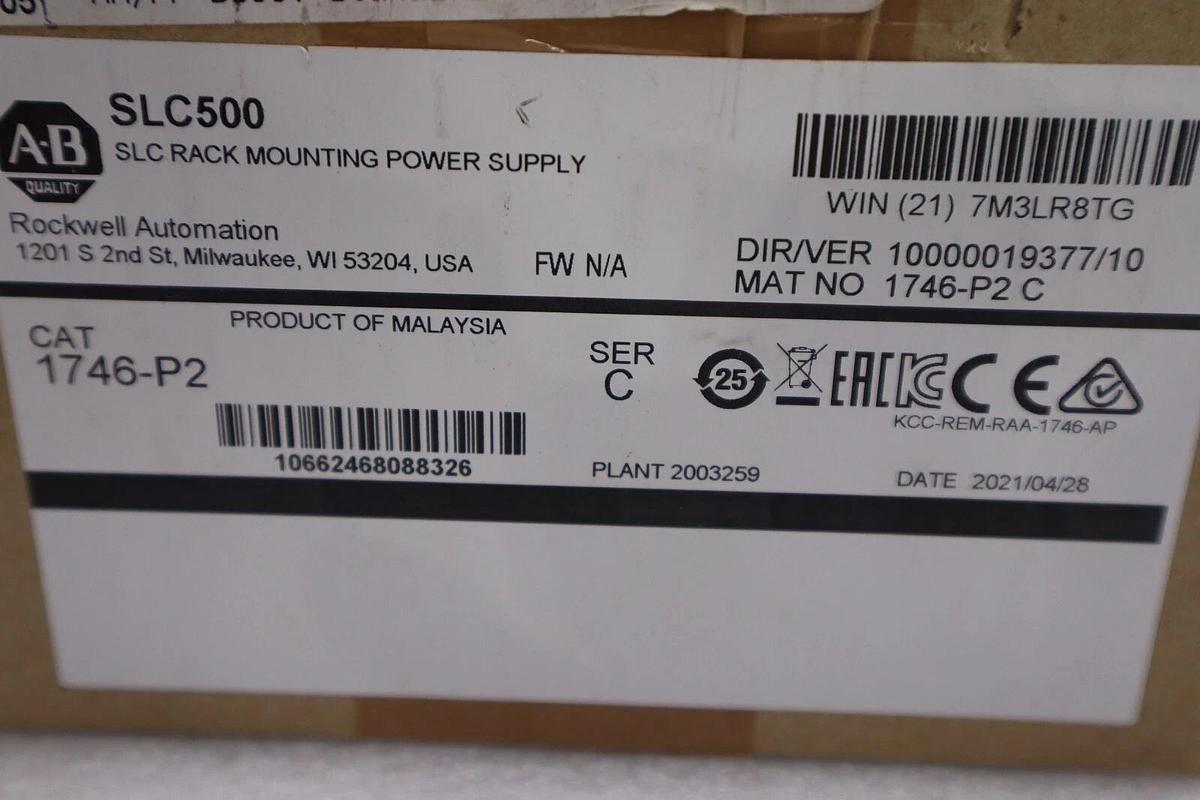 A-B
QUALITY
SLC500
SLC RACK MOUNTING POWER SUPPLY
Rockwell Automation
1201 S 2nd St, Milwaukee, WI 53204, USA
FW N/A
WIN (21) 7M3LR8TG
DIR/VER 10000019377/10
MAT NO 1746-P2 C
CAT
1746-P2
PRODUCT OF MALAYSIA
10662468088326
SER
C
25
EAC
KC
CE
KCC-REM-RAA-1746-AP
PLANT 2003259
DATE 2021/04/28